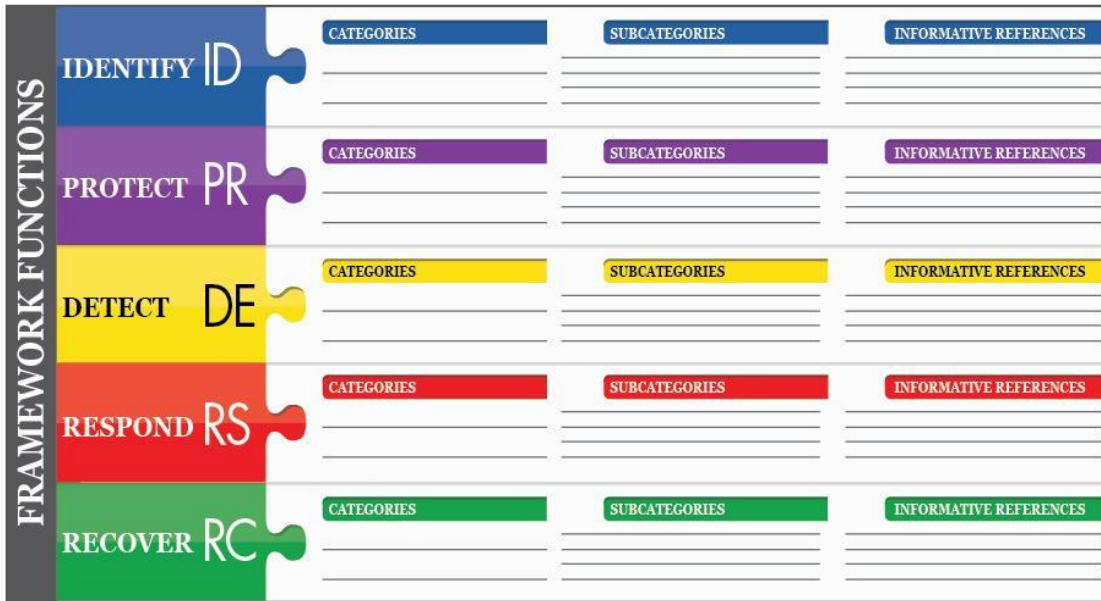 FRAMEWORK FUNCTIONS
IDENTIFY ID
CATEGORIES SUBCATEGORIES INFORMATIVE REFERENCES
PROTECT PR
CATEGORIES SUBCATEGORIES INFORMATIVE REFERENCES
DETECT DE
CATEGORIES SUBCATEGORIES INFORMATIVE REFERENCES
RESPOND RS
CATEGORIES SUBCATEGORIES INFORMATIVE REFERENCES
RECOVER RC
CATEGORIES SUBCATEGORIES INFORMATIVE REFERENCES